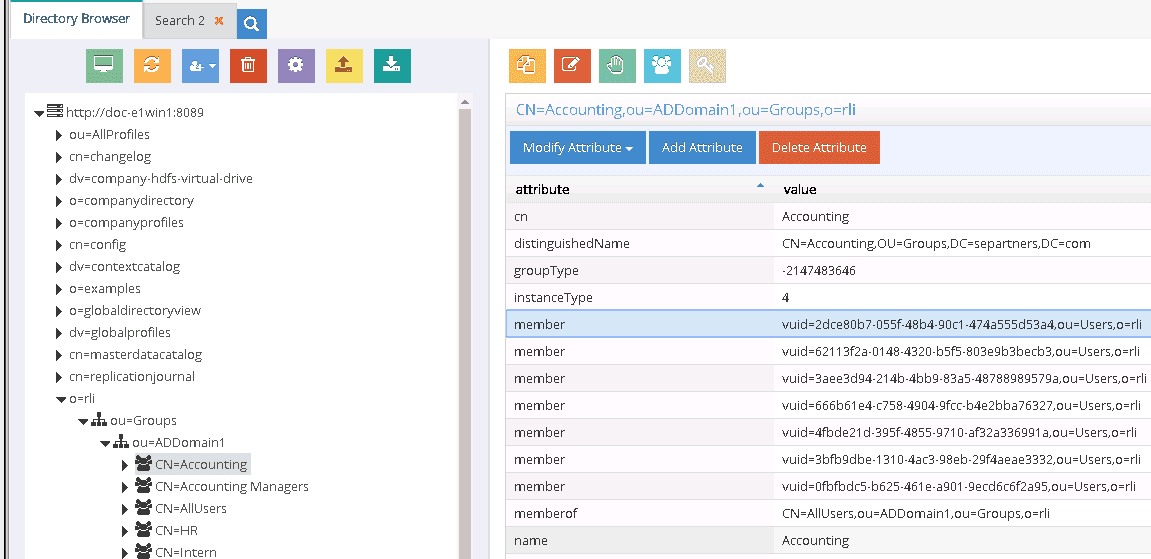 Directory Browser
Search 2 ×
http://doc-e1win1:8089
ou=AllProfiles
cn=changelog
dv=company-hdfs-virtual-drive
o=companydirectory
o=companyprofiles
cn=config
dv=contextcatalog
o=examples
o=globaldirectoryview
dv=globalprofiles
cn=masterdatacatalog
cn=replicationjournal
o=rli
ou=Groups
ou=ADDomain1
CN=Accounting
CN=Accounting Managers
CN=AllUsers
CN=HR
CN=Intern
CN=Accounting,ou=ADDomain1,ou=Groups,o=rli
Modify Attribute Add Attribute Delete Attribute
attribute value
cn Accounting
distinguishedName CN=Accounting,OU=Groups,DC=separtners,DC=com
groupType -2147483646
instanceType 4
member vuid=2dce80b7-055f-48b4-90c1-474a555d53a4,ou=Users,o=rli
member vuid=62113f2a-0148-4320-b5f5-803e9b3becb3,ou=Users,o=rli
member vuid=3aee3d94-214b-4bb9-83a5-48788989579a,ou=Users,o=rli
member vuid=666b61e4-c758-4904-9fcc-b4e2bba76327,ou=Users,o=rli
member vuid=4fbde21d-395f-4855-9710-af32a336991a,ou=Users,o=rli
member vuid=3bfb9dbe-1310-4ac3-98eb-29f4aeae3332,ou=Users,o=rli
member vuid=0fbfbdc5-b625-461e-a901-9ecd6c6f2a95,ou=Users,o=rli
memberof CN=AllUsers,ou=ADDomain1,ou=Groups,o=rli
name Accounting